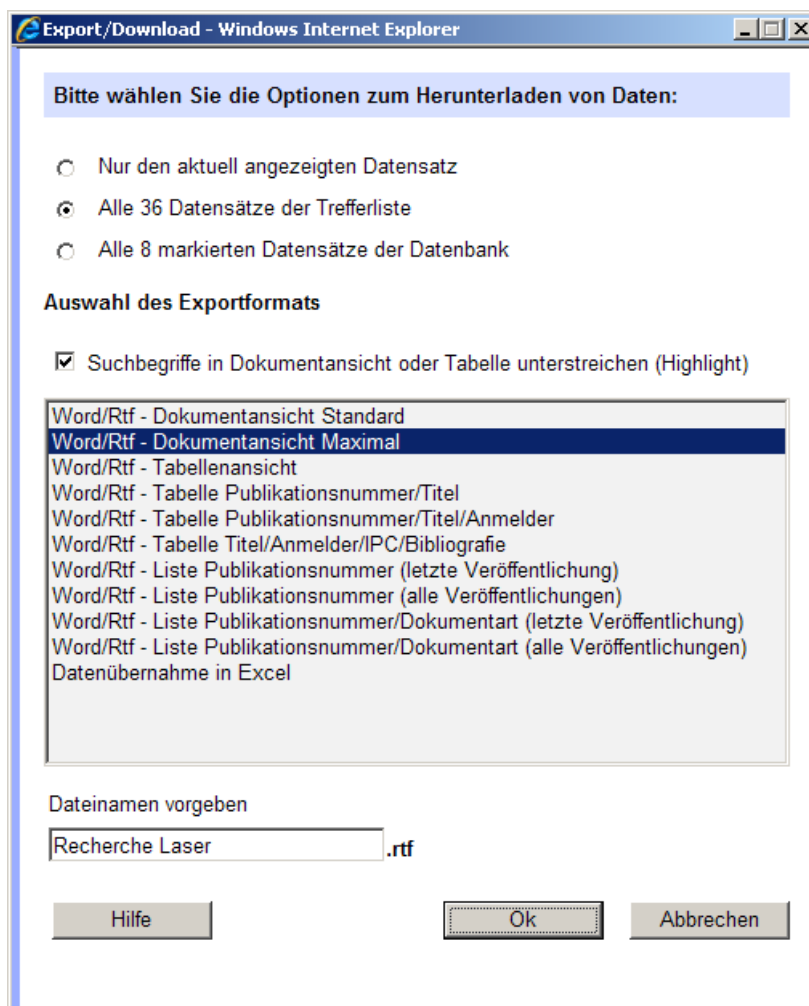 Export/Download - Windows Internet Explorer
Bitte wählen Sie die Optionen zum Herunterladen von Daten:
Nur den aktuell angezeigten Datensatz
Alle 36 Datensätze der Trefferliste
Alle 8 markierten Datensätze der Datenbank
Auswahl des Exportformats
Suchbegriffe in Dokumentansicht oder Tabelle unterstreichen (Highlight)
Word/Rtf - Dokumentansicht Standard
Word/Rtf - Dokumentansicht Maximal
Word/Rtf - Tabellenansicht
Word/Rtf - Tabelle Publikationsnummer/Titel
Word/Rtf - Tabelle Publikationsnummer/Titel/Anmelder
Word/Rtf - Tabelle Titel/Anmelder/IPC/Bibliografie
Word/Rtf - Liste Publikationsnummer (letzte Veröffentlichung)
Word/Rtf - Liste Publikationsnummer (alle Veröffentlichungen)
Word/Rtf - Liste Publikationsnummer/Dokumentart (letzte Veröffentlichung)
Word/Rtf - Liste Publikationsnummer/Dokumentart (alle Veröffentlichungen)
Datenübernahme in Excel
Dateinamen vorgeben
Recherche Laser .rtf
Hilfe Ok Abbrechen